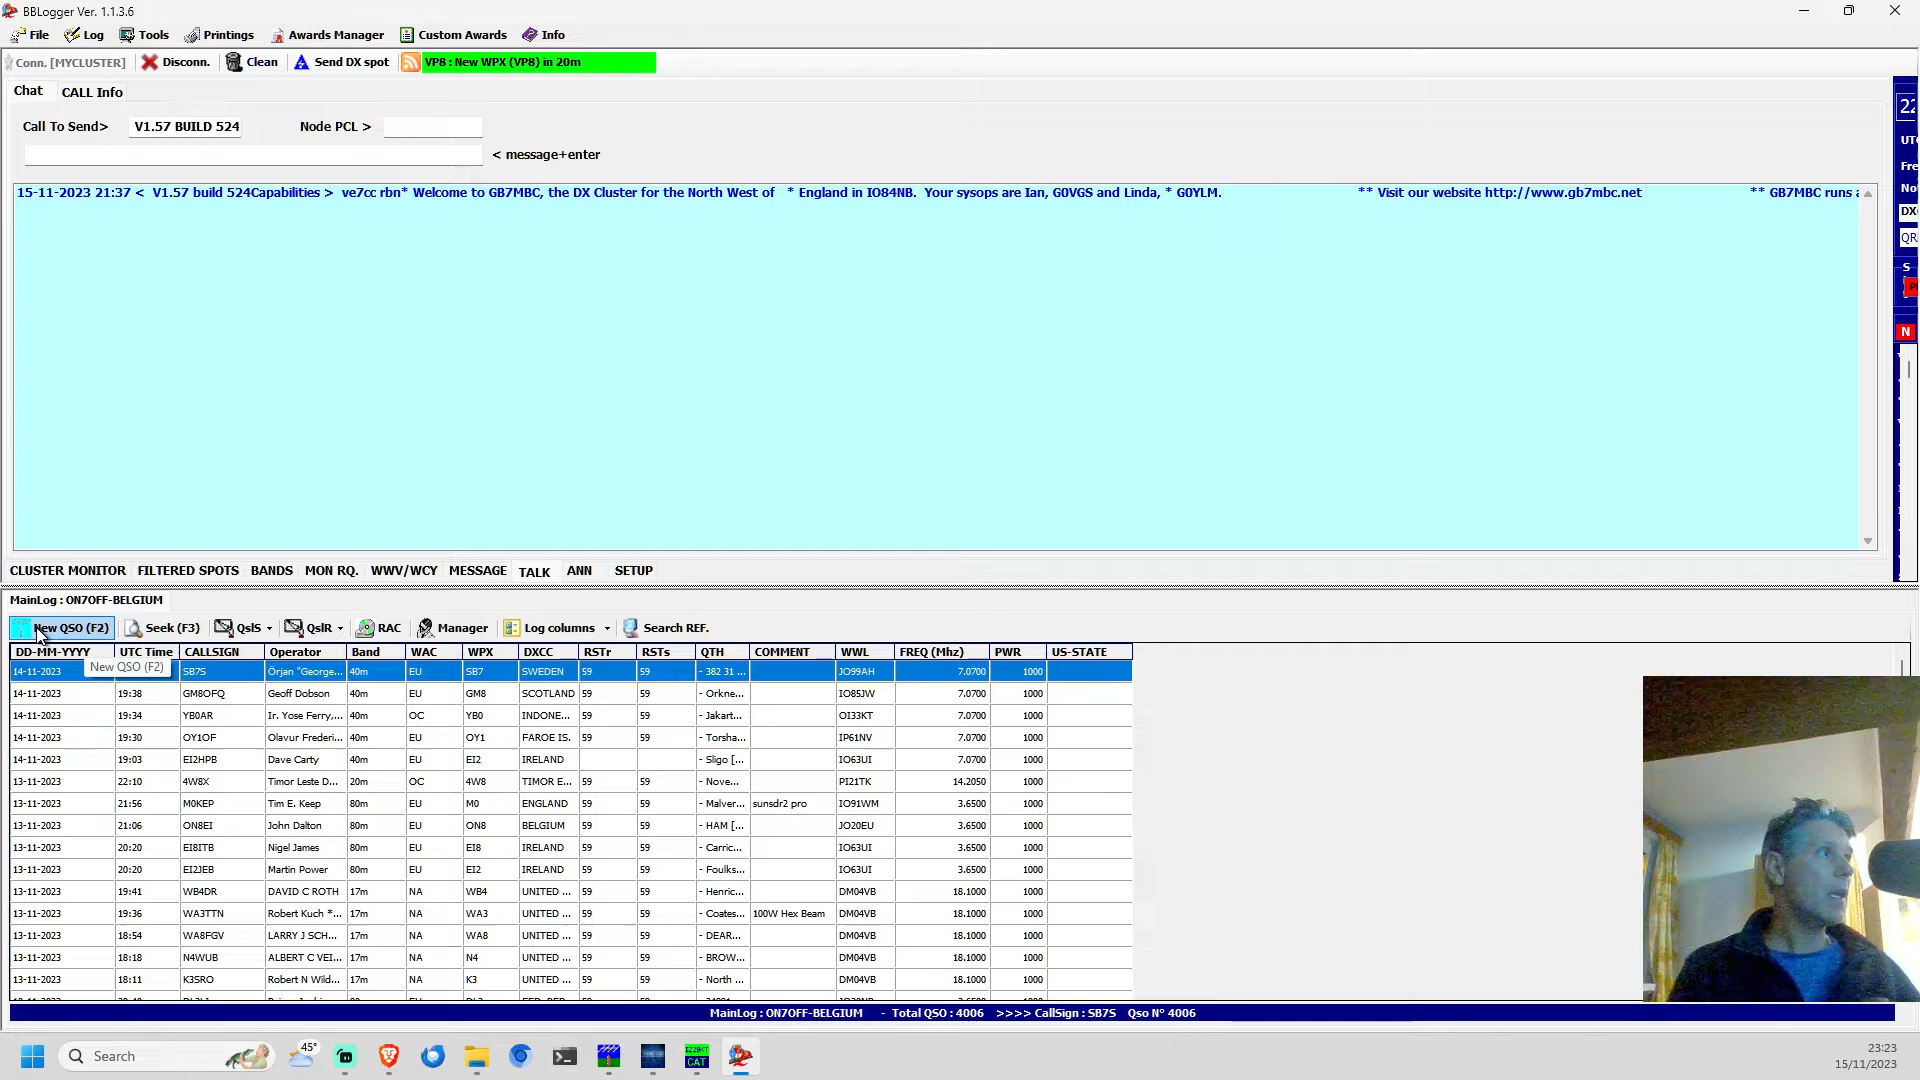 BBLogger Ver. 1.1.3.6
File Log Tools Printings Awards Manager Custom Awards Info
Conn. [MYCLUSTER] Disconn. Clean Send DX spot VP8 : New WPX (VP8) in 20m
Chat CALL Info
Call To Send> V1.57 BUILD 524 Node PCL >
< message+enter
15-11-2023 21:37 < V1.57 build 524Capabilities > ve7cc rbn* Welcome to GB7MBC, the DX Cluster for the North West of * England in IO84NB. Your sysops are Ian, G0VGS and Linda, * G0YLM. ** Visit our website http://www.gb7mbc.net ** GB7MBC runs
CLUSTER MONITOR FILTERED SPOTS BANDS MON RQ. WWV/WCY MESSAGE TALK ANN SETUP
MainLog : ON7OFF-BELGIUM
New QSO (F2) Seek (F3) QslS QslR RAC Manager Log columns Search REF.
DD-MM-YYYY UTC Time CALLSIGN Operator Band WAC WPX DXCC RSTr RSTs QTH COMMENT WWL FREQ (Mhz) PWR US-STATE
New QSO (F2)
14-11-2023 SB7S Örjan "George... 40m EU SB7 SWEDEN 59 59 - 382 31 ... JO99AH 7.0700 1000
14-11-2023 19:38 GM8OFQ Geoff Dobson 40m EU GM8 SCOTLAND 59 59 - Orkne... IO85JW 7.0700 1000
14-11-2023 19:34 YB0AR Ir. Yose Ferry,... 40m OC YB0 INDONE... 59 59 - Jakart... OI33KT 7.0700 1000
14-11-2023 19:30 OY1OF Olavur Frederi... 40m EU OY1 FAROE IS. 59 59 - Torsha... IP61NV 7.0700 1000
14-11-2023 19:03 EI2HPB Dave Carty 40m EU EI2 IRELAND - Sligo [... IO63UI 7.0700 1000
13-11-2023 22:10 4W8X Timor Leste D... 20m OC 4W8 TIMOR E... 59 59 - Nove... PI21TK 14.2050 1000
13-11-2023 21:56 M0KEP Tim E. Keep 80m EU M0 ENGLAND 59 59 - Malver... sunsdr2 pro IO91WM 3.6500 1000
13-11-2023 21:06 ON8EI John Dalton 80m EU ON8 BELGIUM 59 59 - HAM [... JO20EU 3.6500 1000
13-11-2023 20:20 EI8ITB Nigel James 80m EU EI8 IRELAND 59 59 - Carric... IO63UI 3.6500 1000
13-11-2023 20:20 EI2JEB Martin Power 80m EU EI2 IRELAND 59 59 - Foulks... IO63UI 3.6500 1000
13-11-2023 19:41 WB4DR DAVID C ROTH 17m NA WB4 UNITED ... 59 59 - Henric... DM04VB 18.1000 1000
13-11-2023 19:36 WA3TTN Robert Kuch *... 17m NA WA3 UNITED ... 59 59 - Coates... 100W Hex Beam DM04VB 18.1000 1000
13-11-2023 18:54 WA8FGV LARRY J SCH... 17m NA WA8 UNITED ... 59 59 - DEAR... DM04VB 18.1000 1000
13-11-2023 18:18 N4WUB ALBERT C VEI... 17m NA N4 UNITED ... 59 59 - BROW... DM04VB 18.1000 1000
13-11-2023 18:11 K3SRO Robert N Wild... 17m NA K3 UNITED ... 59 59 - North ... DM04VB 18.1000 1000
MainLog : ON7OFF-BELGIUM - Total QSO : 4006 >>>> CallSign : SB7S Qso N° 4006
Search 45° CAT 23:23
15/11/2023